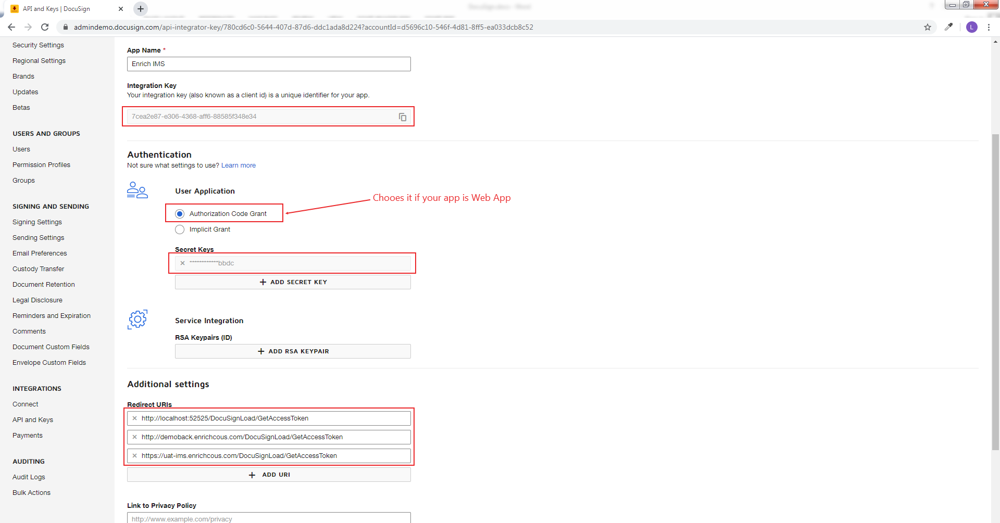 API and Keys | DocuSign
admindemo.docusign.com/api-integrator-key/780cd6c0-5644-407d-87d6-ddc1ada8d224?accountId=d5696c10-546f-4d81-8ff5-ea033dcb8c52
L
Security Settings
Regional Settings
Brands
Updates
Betas
USERS AND GROUPS
Users
Permission Profiles
Groups
SIGNING AND SENDING
Signing Settings
Sending Settings
Email Preferences
Custody Transfer
Document Retention
Legal Disclosure
Reminders and Expiration
Comments
Document Custom Fields
Envelope Custom Fields
INTEGRATIONS
Connect
API and Keys
Payments
AUDITING
Audit Logs
Bulk Actions
App Name *
Enrich IMS
Integration Key
Your integration key (also known as a client id) is a unique identifier for your app.
7cea2e87-e306-4368-aff6-88585f348e34
Authentication
Not sure what settings to use? Learn more
User Application
Chooes it if your app is Web App
Authorization Code Grant
Implicit Grant
Secret Keys
************bbdc
ADD SECRET KEY
Service Integration
RSA Keypairs (ID)
ADD RSA KEYPAIR
Additional settings
Redirect URIs
http://localhost:52525/DocuSignLoad/GetAccessToken
http://demoback.enrichcous.com/DocuSignLoad/GetAccessToken
https://uat-ims.enrichcous.com/DocuSignLoad/GetAccessToken
ADD URI
Link to Privacy Policy
http://www.example.com/privacy